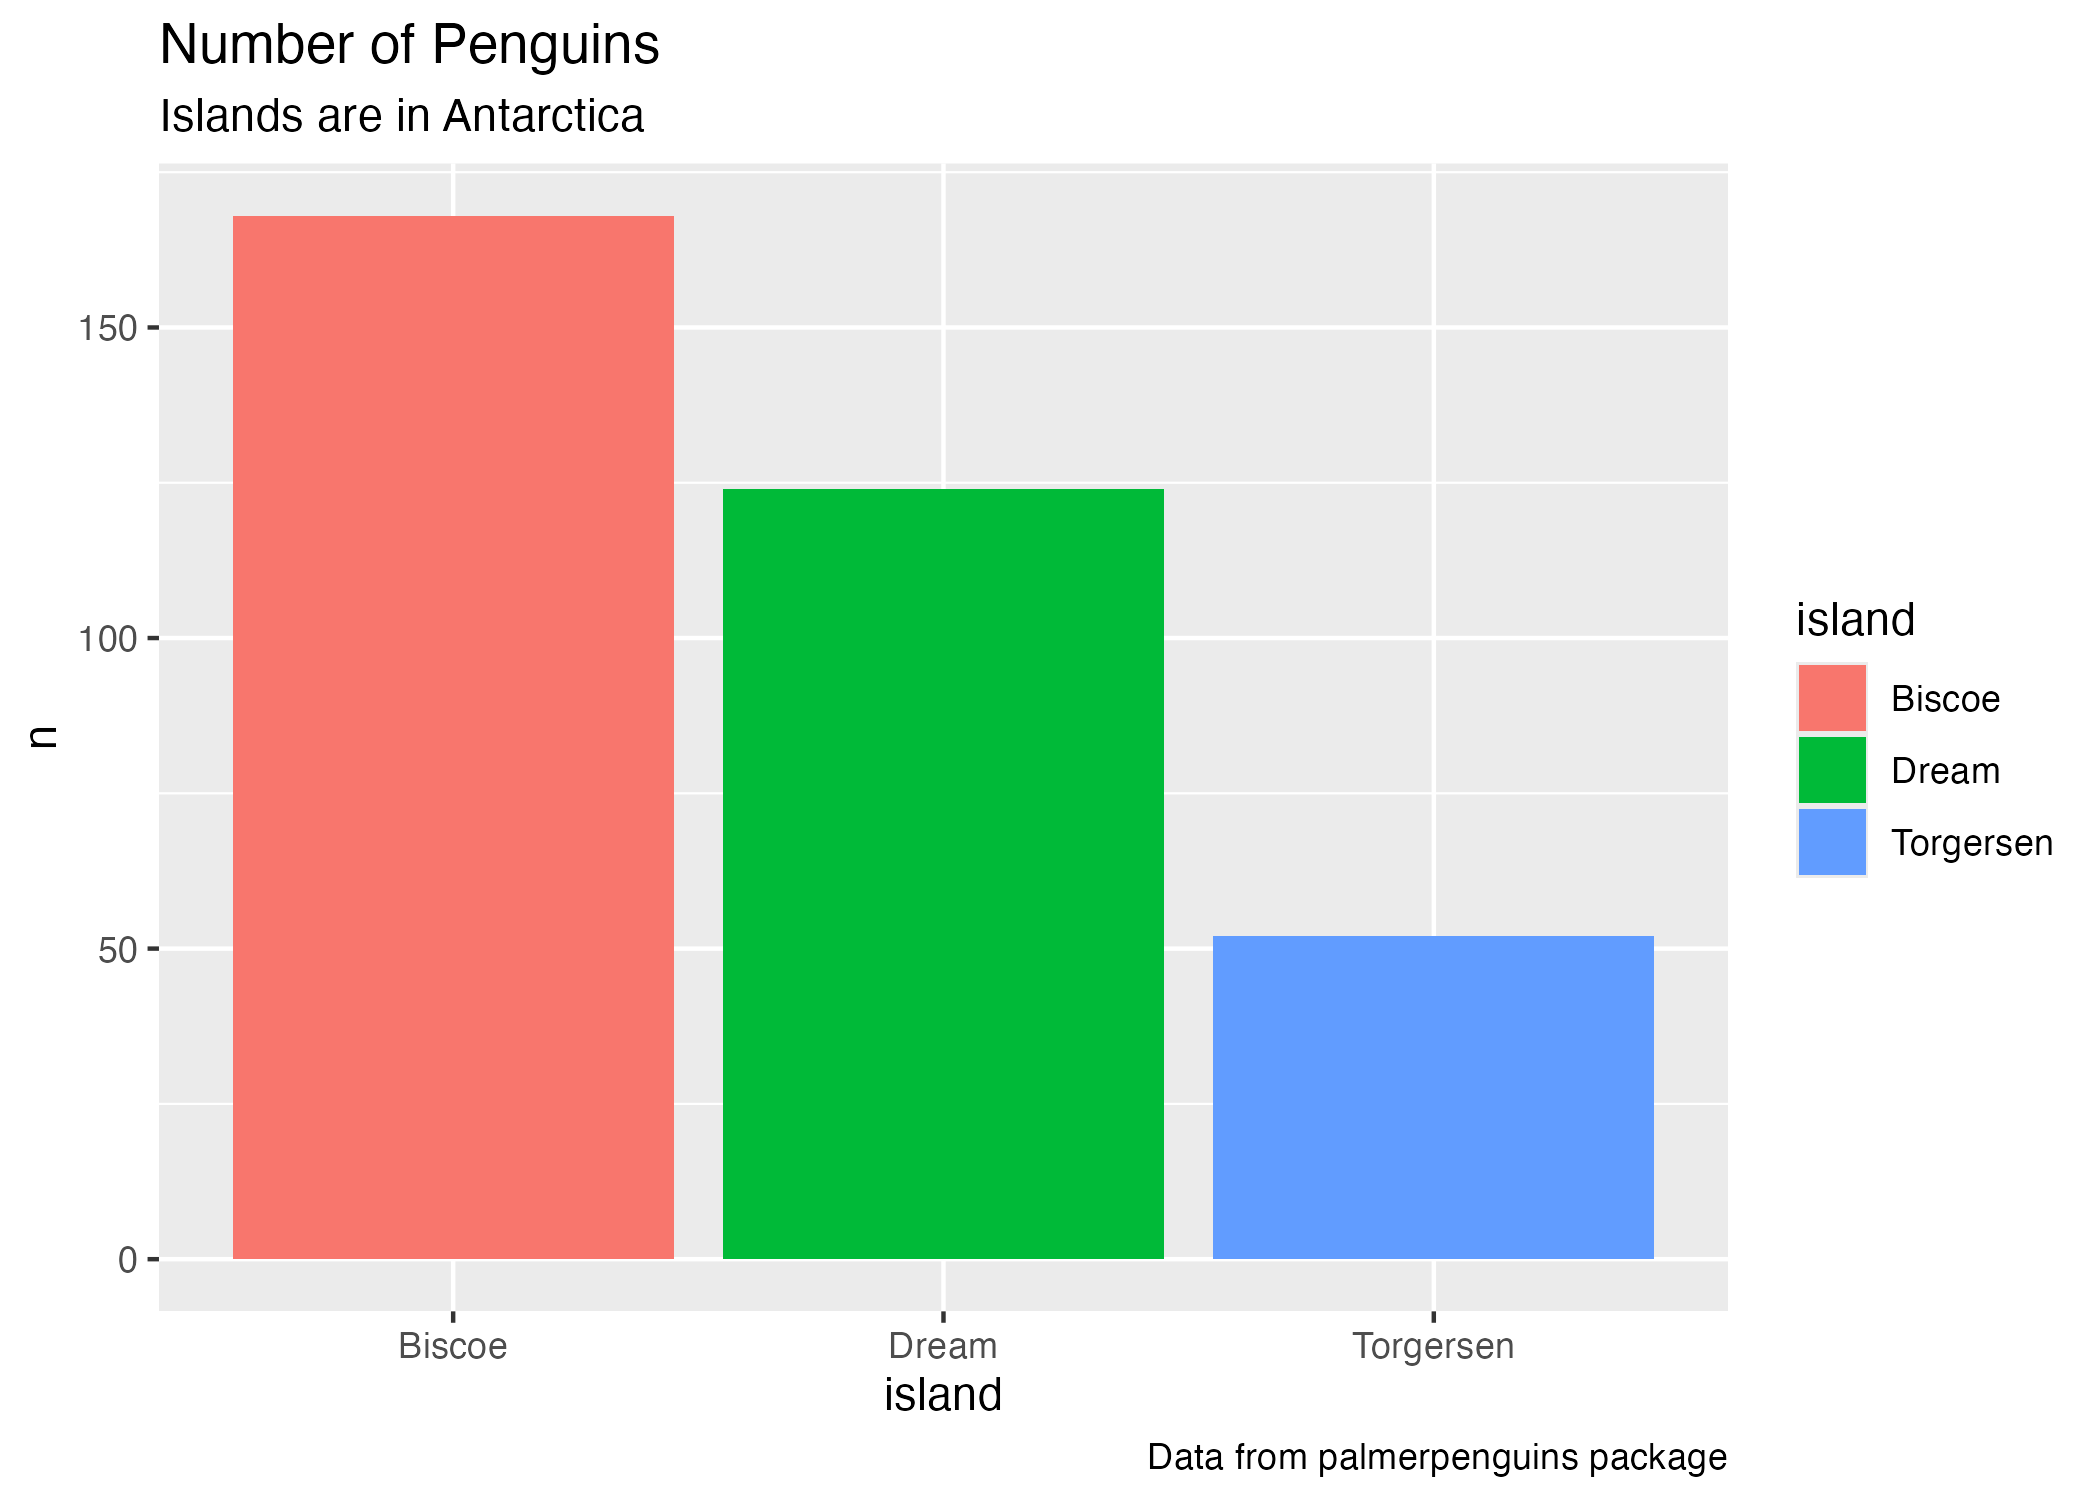 Number of Penguins
Islands are in Antarctica
150
100
50
0
n
Biscoe
Dream
Torgersen
island
island
Biscoe
Dream
Torgersen
Data from palmerpenguins package